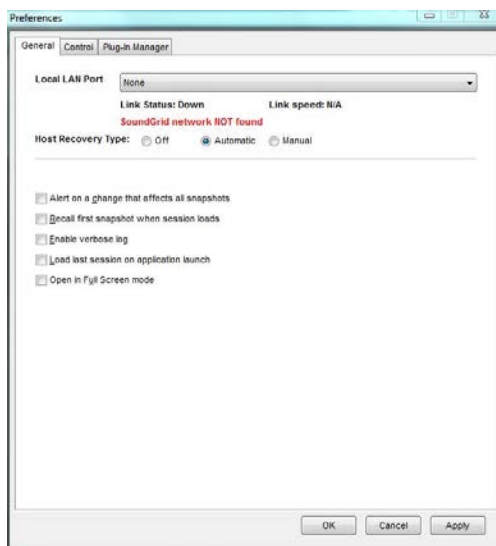 Preferences
General Control Plug-in Manager
Local LAN Port None
Link Status: Down Link speed: N/A
SoundGrid network NOT found
Host Recovery Type: Off Automatic Manual
Alert on a change that affects all snapshots
Recall first snapshot when session loads
Enable verbose log
Load last session on application launch
Open in Full Screen mode
OK Cancel Apply